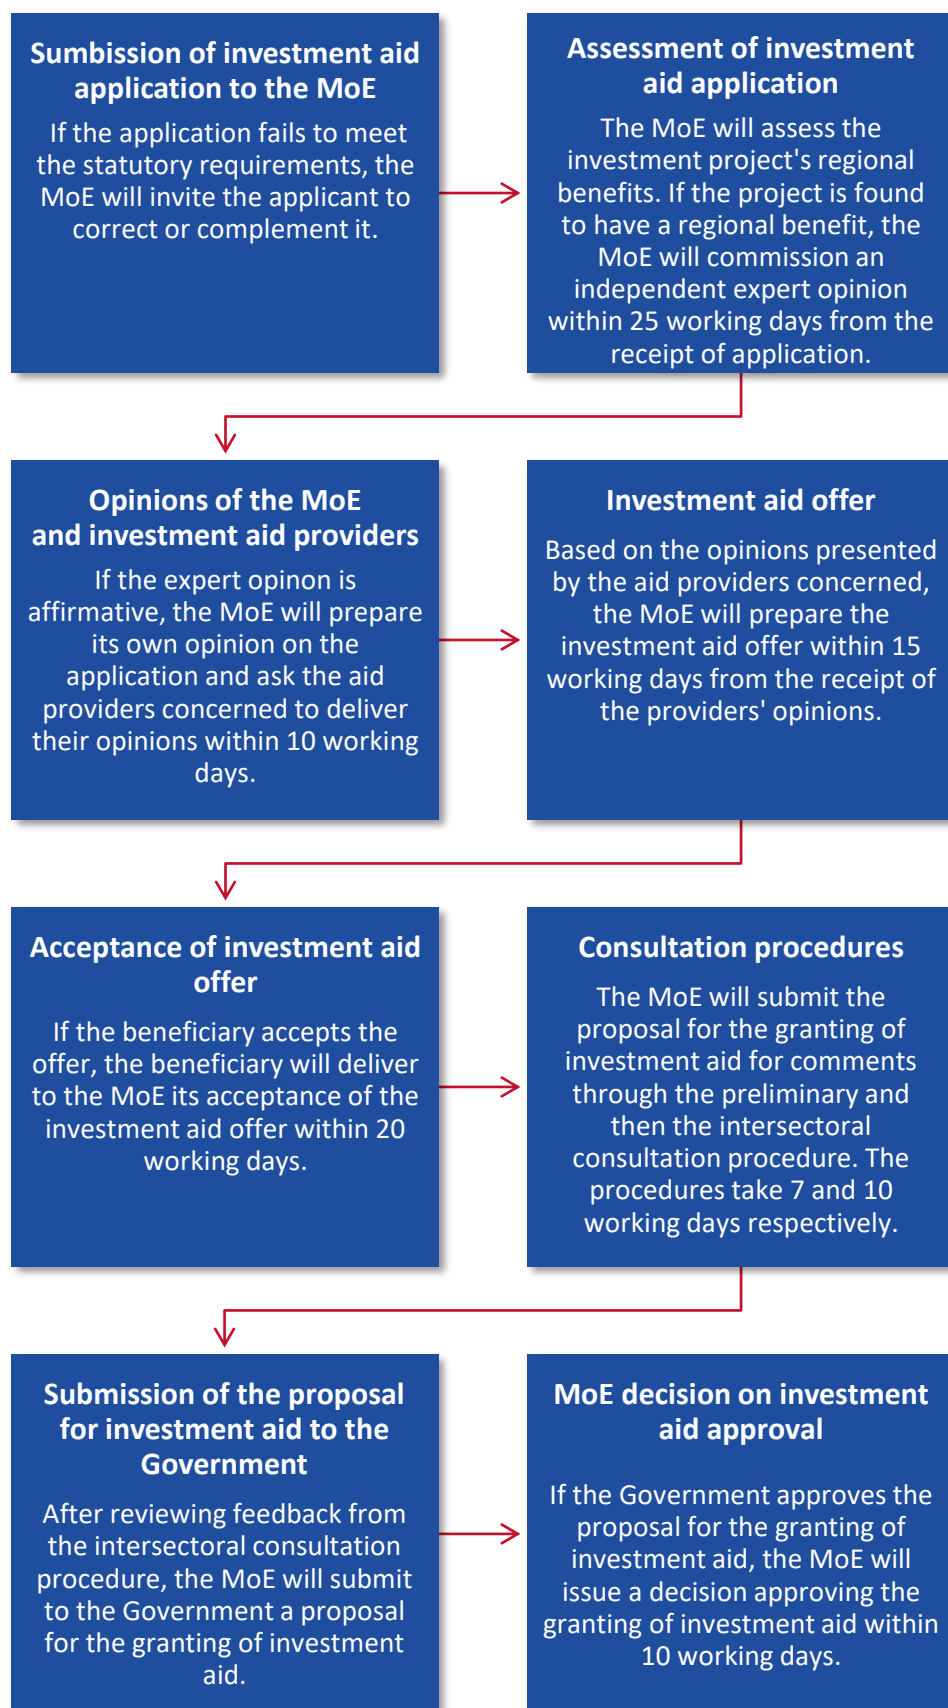 Sumbission of investment aid
application to the MoE
If the application fails to meet
the statutory requirements, the
MoE will invite the applicant to
correct or complement it.
Assessment of investment
aid application
The MoE will assess the
investment project's regional
benefits. If the project is found
to have a regional benefit, the
MoE will commission an
independent expert opinion
within 25 working days from the
receipt of application.
Opinions of the MoE
and investment aid providers
If the expert opinon is
affirmative, the MoE will prepare
its own opinion on the
application and ask the aid
providers concerned to deliver
their opinions within 10 working
days.
Investment aid offer
Based on the opinions presented
by the aid providers concerned,
the MoE will prepare the
investment aid offer within 15
working days from the receipt of
the providers' opinions.
Acceptance of investment aid
offer
If the beneficiary accepts the
offer, the beneficiary will deliver
to the MoE its acceptance of the
investment aid offer within 20
working days.
Consultation procedures
The MoE will submit the
proposal for the granting of
investment aid for comments
through the preliminary and
then the intersectoral
consultation procedure. The
procedures take 7 and 10
working days respectively.
Submission of the proposal
for investment aid to the
Government
After reviewing feedback from
the intersectoral consultation
procedure, the MoE will submit
to the Government a proposal
for the granting of investment
aid.
MoE decision on investment
aid approval
If the Government approves the
proposal for the granting of
investment aid, the MoE will
issue a decision approving the
granting of investment aid within
10 working days.